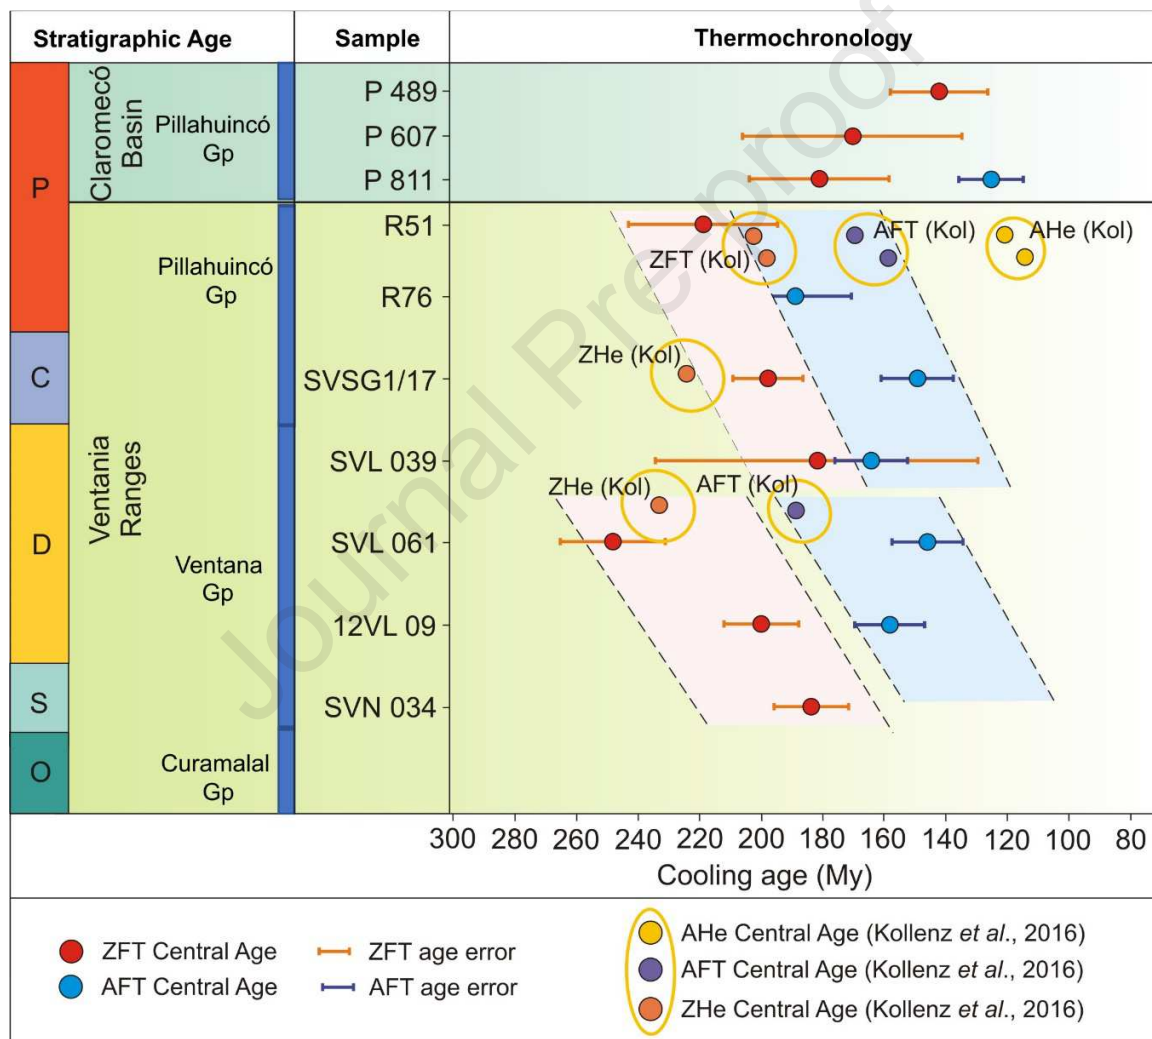 Stratigraphic Age
Sample
Thermochronology
P
C
D
S
O
Claromecó
Basin
Pillahuincó
Gp
Ventania
Ranges
Pillahuincó
Gp
Ventana
Gp
Curamalal
Gp
P 489
P 607
P 811
R51
R76
SVSG1/17
SVL 039
SVL 061
12VL 09
SVN 034
ZFT (Kol)
AFT (Kol)
AHe (Kol)
ZHe (Kol)
ZHe (Kol)
AFT (Kol)
Journal Pre-proof
300 280 260 240 220 200 180 160 140 120 100 80
Cooling age (My)
ZFT Central Age
AFT Central Age
ZFT age error
AFT age error
AHe Central Age (Kollenz et al., 2016)
AFT Central Age (Kollenz et al., 2016)
ZHe Central Age (Kollenz et al., 2016)